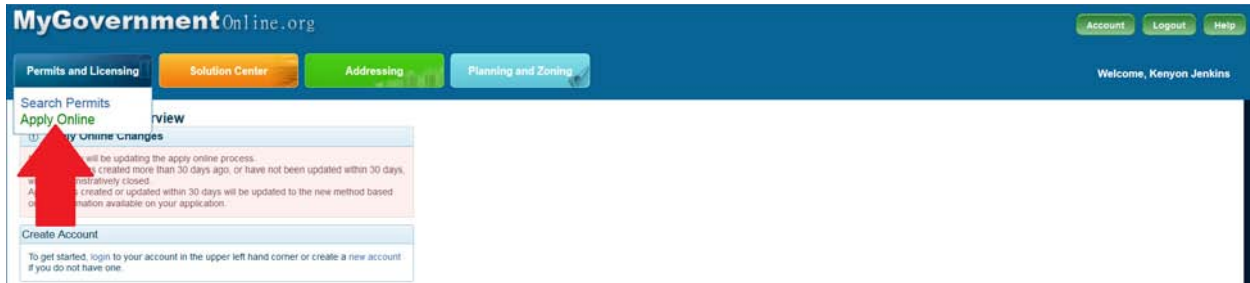 MyGovernmentOnline.org
Account Logout Help
Permits and Licensing Solution Center Addressing Planning and Zoning
Welcome, Kenyon Jenkins
Search Permits
Apply Online
Online Changes
will be updating the apply online process.
created more than 30 days ago, or have not been updated within 30 days,
closed
created or updated within 30 days will be updated to the new method based
available on your application.
Create Account
To get started, login to your account in the upper left hand corner or create a new account
if you do not have one.